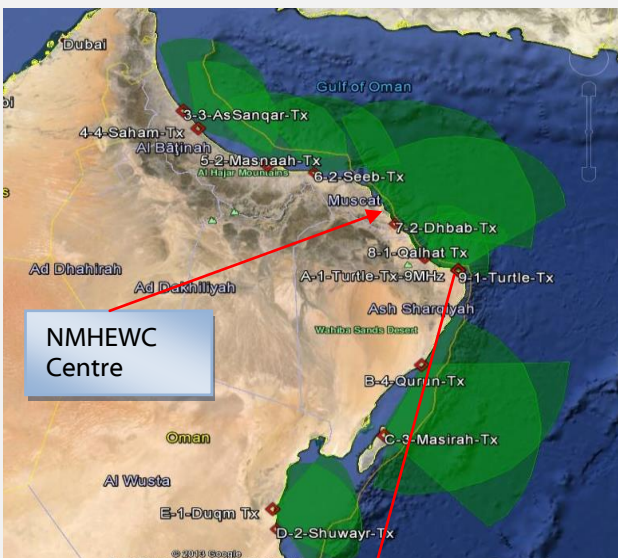 Dubai
Gulf of Oman
bi
3-3-AsSanqar-Tx
4-4-Saham-Tx
Al Bāţinah
5-2-Masnaah-Tx
Al Hajar Mountains
6-2-Seeb-Tx
s
Muscat
7-2-Dhbab-Tx
8-1-Qalhat Tx
Ad Dhahirah
A-1-Turtle-Tx-9MHz
9-1-Turtle-Tx
Ad Dakhiliyah
Ash Sharqiyah
NMHEWC
Centre
Wahiba Sands Desert
B-4-Qurun-Tx
Oman
C-3-Masirah-Tx
Al Wusta
E-1-Duqm Tx
D-2-Shuwayr-Tx
© 2013 Google